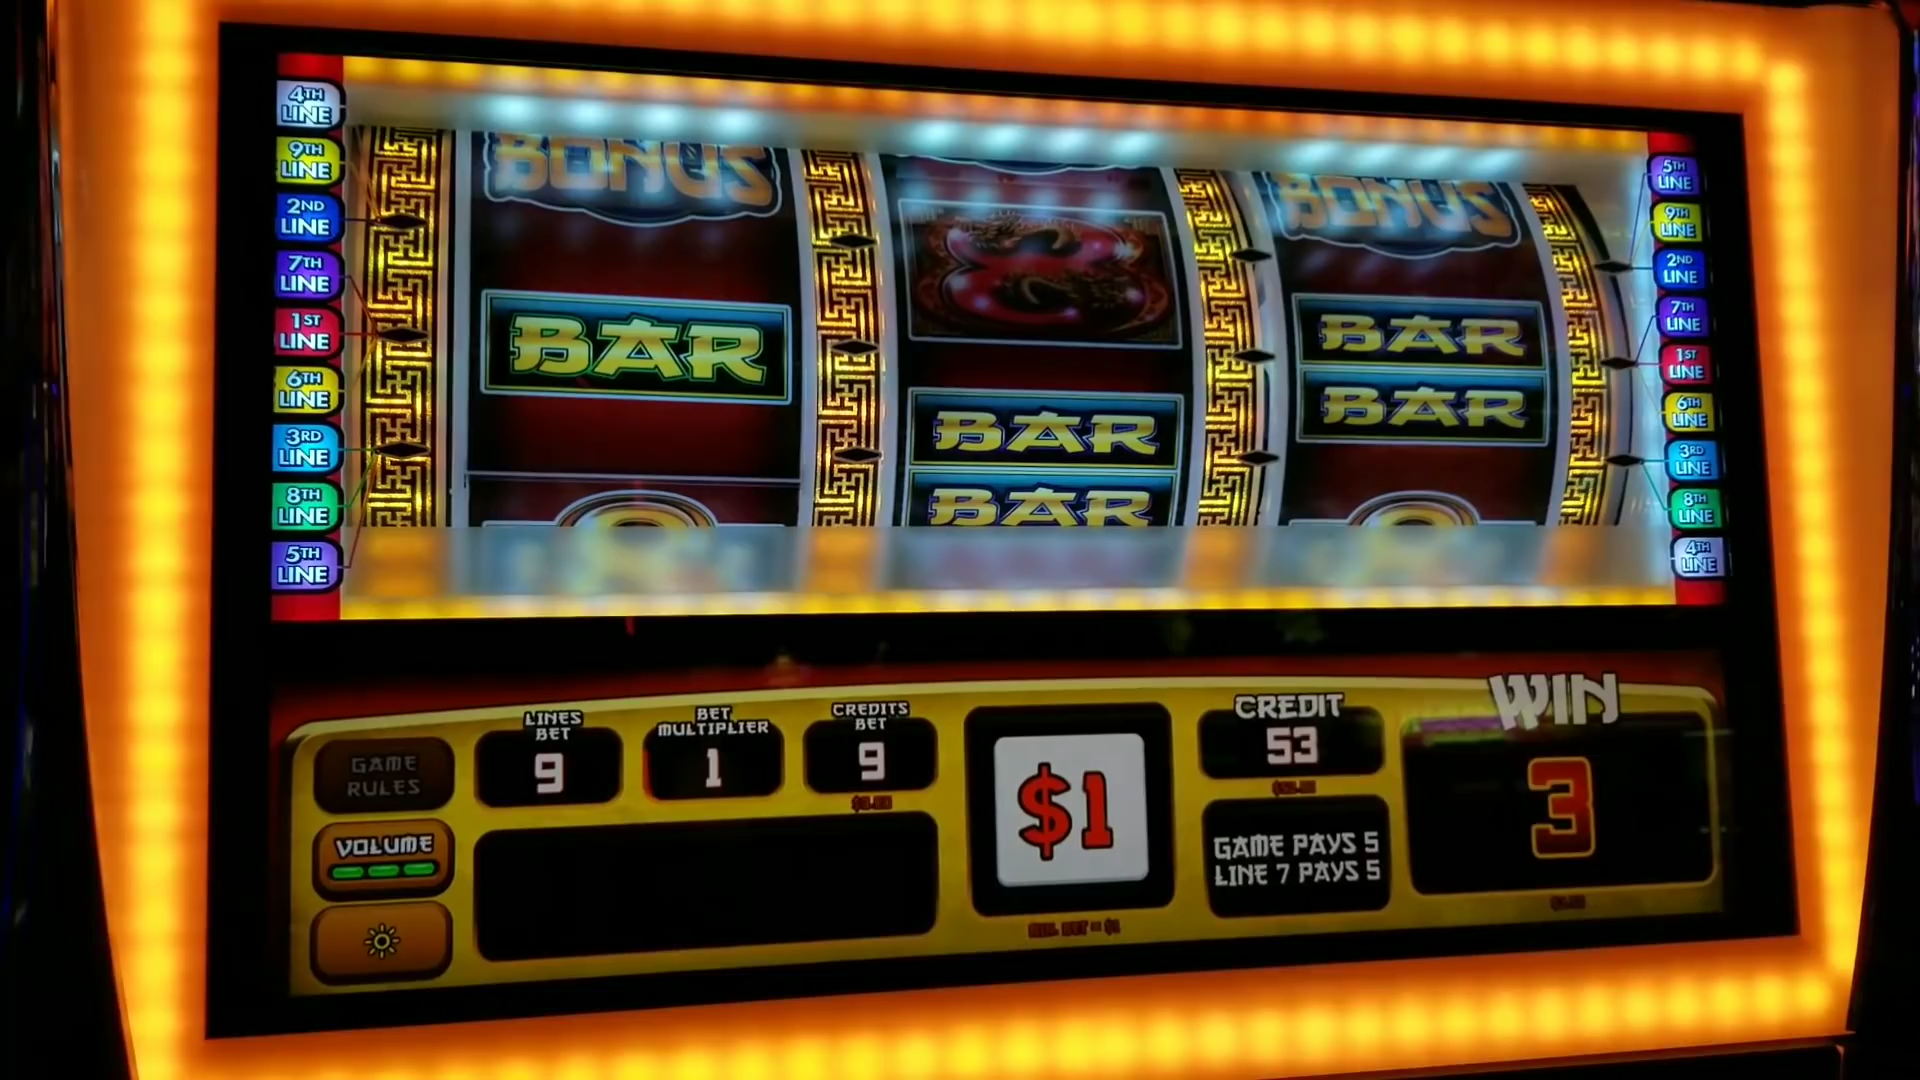 4TH
LINE
9TH
LINE
2ND
LINE
7TH
LINE
1ST
LINE
6TH
LINE
3RD
LINE
8TH
LINE
5TH
LINE
BONUS
BAR
8
BAR
BAR
BONUS
BAR
BAR
5TH
LINE
9TH
LINE
2ND
LINE
7TH
LINE
1ST
LINE
6TH
LINE
3RD
LINE
8TH
LINE
4TH
LINE
GAME
RULES
VOLUME
LINES
BET
9
BET
MULTIPLIER
1
CREDITS
BET
9
$1
CREDIT
53
GAME PAYS 5
LINE 7 PAYS 5
WIN
3